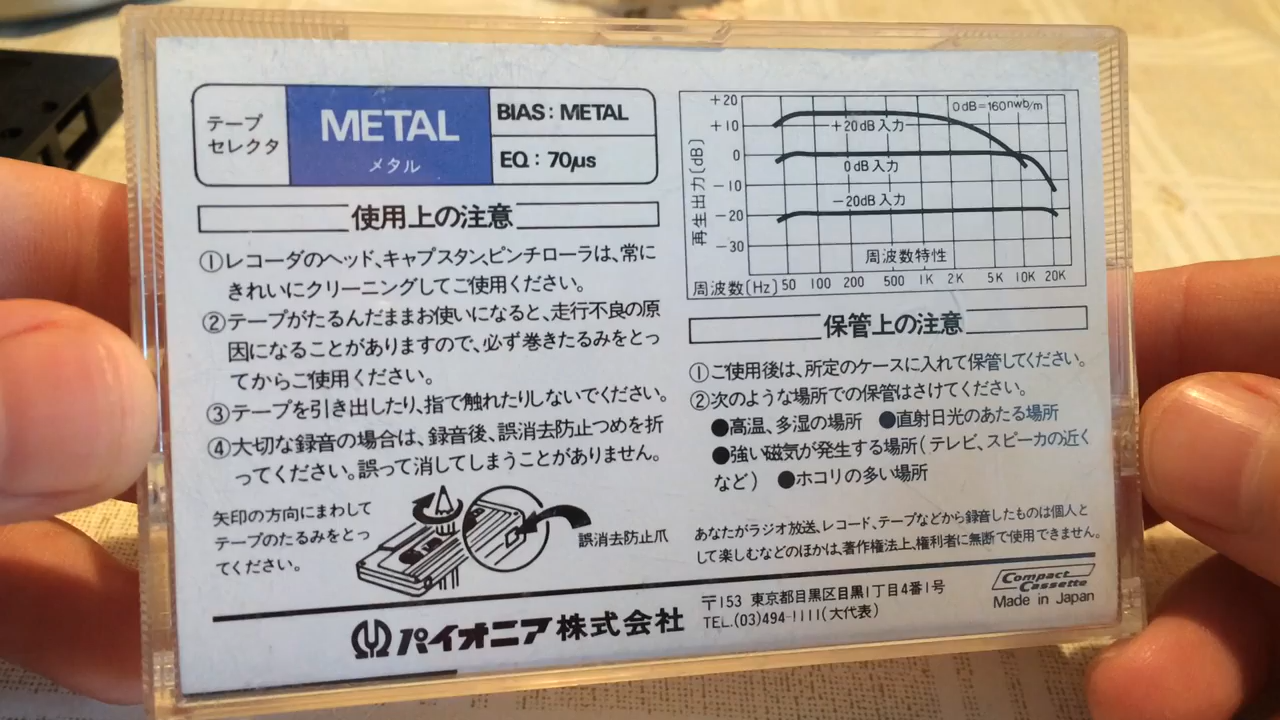 テープ
セレクタ
METAL
メタル
BIAS: METAL
EQ: 70μs
使用上の注意
①レコーダのヘッド、キャプスタン、ピンチローラは、常に
きれいにクリーニングしてご使用ください。
②テープがたるんだままお使いになると、走行不良の原
因になることがありますので、必ず巻きたるみをとっ
てからご使用ください。
③テープを引き出したり、指で触れたりしないでください。
④大切な録音の場合は、録音後、誤消去防止つめを折
ってください。誤って消してしまうことがありません。
矢印の方向にまわして
テープのたるみをとっ
てください。
誤消去防止爪
再生出力(dB)
+20
+10
0
-10
-20
-30
0dB=160nwb/m
+20dB入力
0dB入力
-20dB入力
周波数特性
周波数(Hz) 50 100 200 500 1K 2K 5K 10K 20K
保管上の注意
①ご使用後は、所定のケースに入れて保管してください。
②次のような場所での保管はさけてください。
●高温、多湿の場所 ●直射日光のあたる場所
●強い磁気が発生する場所(テレビ、スピーカの近く
など) ●ホコリの多い場所
あなたがラジオ放送、レコード、テープなどから録音したものは個人と
して楽しむなどのほかは、著作権法上、権利者に無断で使用できません。
Compact
Cassette
Made in Japan
パイオニア株式会社
〒153 東京都目黒区目黒1丁目4番1号
TEL.(03)494-1111(大代表)